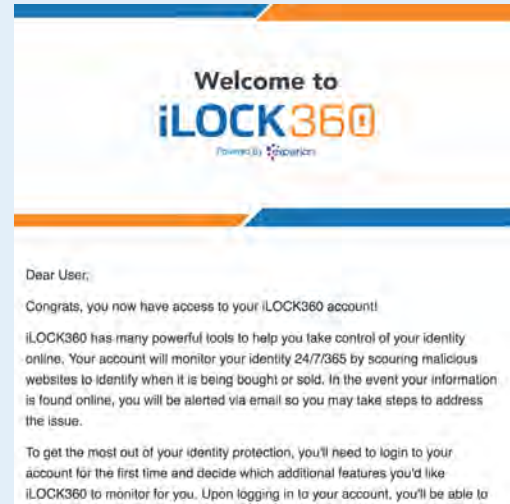 Welcome to
iLOCK360
Powered by experian
Dear User,
Congrats, you now have access to your iLOCK360 account!
iLOCK360 has many powerful tools to help you take control of your identity
online. Your account will monitor your identity 24/7/365 by scouring malicious
websites to identify when it is being bought or sold. In the event your information
is found online, you will be alerted via email so you may take steps to address
the issue.
To get the most out of your identity protection, you'll need to login to your
account for the first time and decide which additional features you'd like
iLOCK360 to monitor for you. Upon logging in to your account, you'll be able to